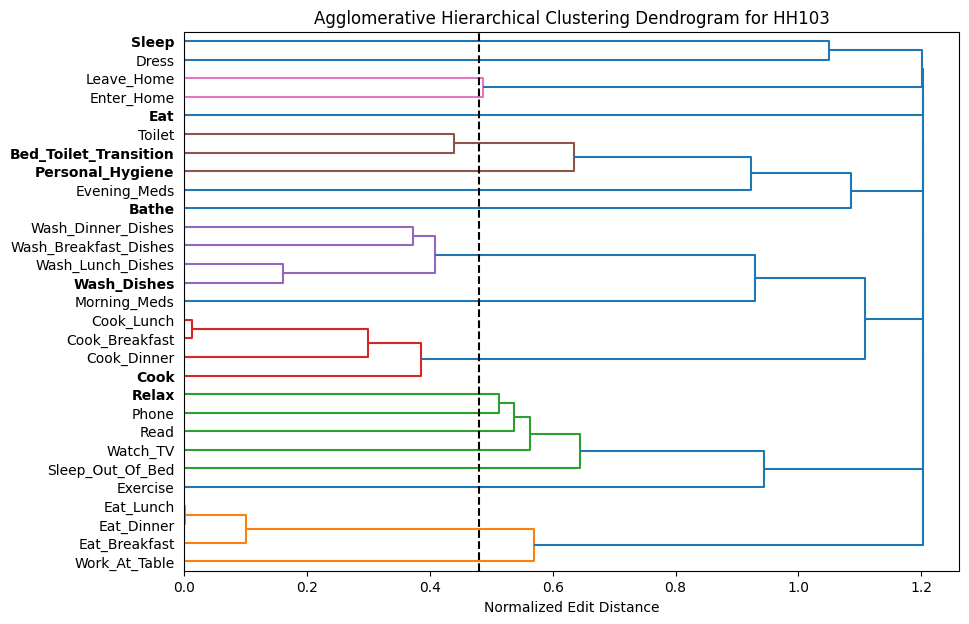 Agglomerative Hierarchical Clustering Dendrogram for HH103
Sleep
Dress
Leave_Home
Enter_Home
Eat
Toilet
Bed_Toilet_Transition
Personal_Hygiene
Evening_Meds
Bathe
Wash_Dinner_Dishes
Wash_Breakfast_Dishes
Wash_Lunch_Dishes
Wash_Dishes
Morning_Meds
Cook_Lunch
Cook_Breakfast
Cook_Dinner
Cook
Relax
Phone
Read
Watch_TV
Sleep_Out_Of_Bed
Exercise
Eat_Lunch
Eat_Dinner
Eat_Breakfast
Work_At_Table
0.0 0.2 0.4 0.6 0.8 1.0 1.2
Normalized Edit Distance